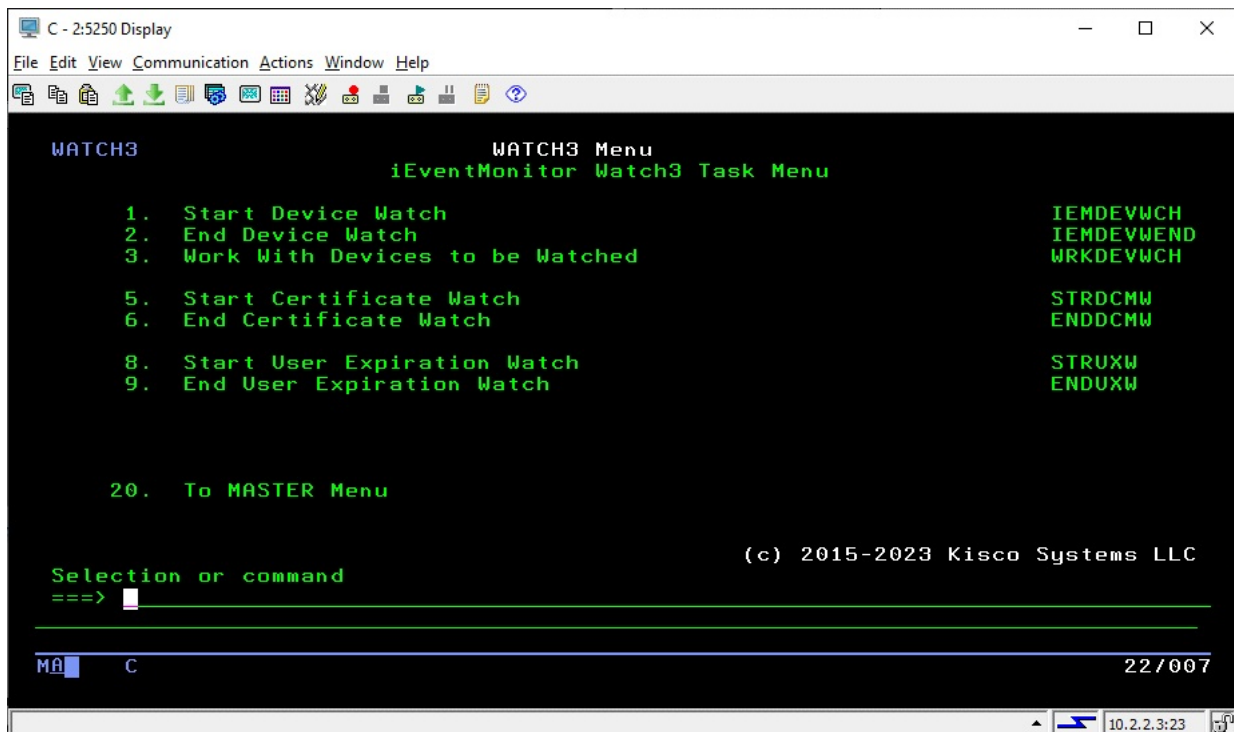 C - 2:5250 Display
File Edit View Communication Actions Window Help
WATCH3 WATCH3 Menu
iEventMonitor Watch3 Task Menu
1. Start Device Watch IEMDEVWCH
2. End Device Watch IEMDEVWEND
3. Work With Devices to be Watched WRKDEVWCH
5. Start Certificate Watch STRDCMW
6. End Certificate Watch ENDDCMW
8. Start User Expiration Watch STRUXW
9. End User Expiration Watch ENDUXW
20. To MASTER Menu
(c) 2015-2023 Kisco Systems LLC
Selection or command
===>
MA C 22/007
10.2.2.3:23